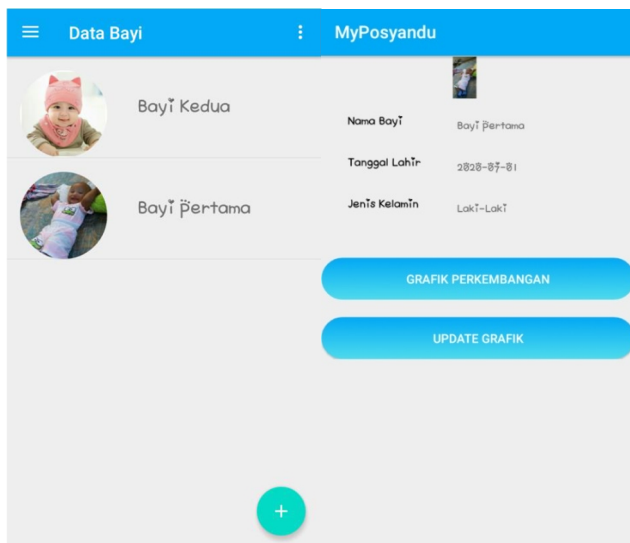 Data Bayi
Bayi Kedua
Bayi Pertama
MyPosyandu
Nama Bayi
Bayi Pertama
Tanggal Lahir
2020-07-01
Jenis Kelamin
Laki-Laki
GRAFIK PERKEMBANGAN
UPDATE GRAFIK
+